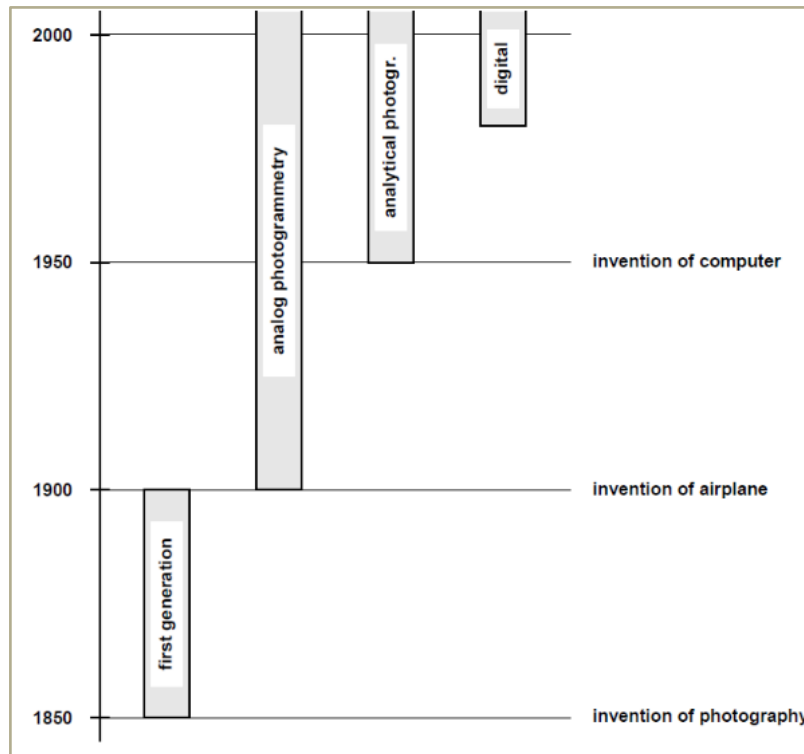 2000
analog photogrammetry
analytical photogr.
digital
1950
invention of computer
1900
invention of airplane
first generation
1850
invention of photography